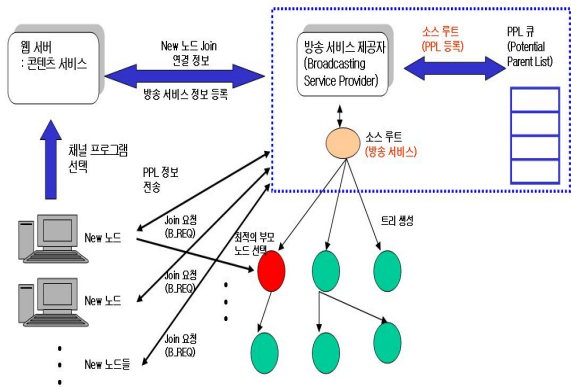 웹 서버
: 콘텐츠 서비스
New 노드 Join
연결 정보
방송 서비스 정보 등록
방송 서비스 제공자
(Broadcasting
Service Provider)
소스 루트
(PPL 등록)
PPL 큐
(Potential
Parent List)
채널 프로그램
선택
PPL 정보
전송
소스 루트
(방송 서비스)
New 노드
Join 요청
(B_REQ)
최적의 부모
노드 선택
트리 생성
New 노드
Join 요청
(B_REQ)
New 노드들
Join 요청
(B_REQ)